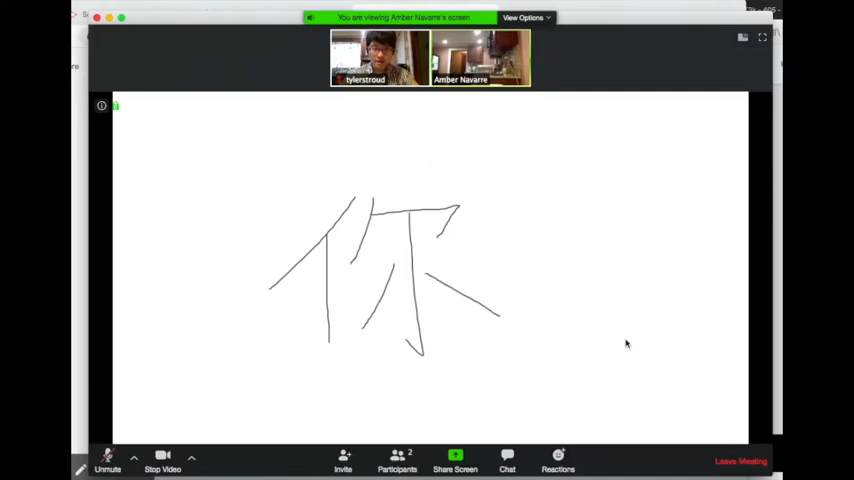 You are viewing Amber Navarre's screen
View Options
tylerstroud
Amber Navarre
你
Unmute
Stop Video
Invite
Participants
2
Share Screen
Chat
Reactions
Leave Meeting